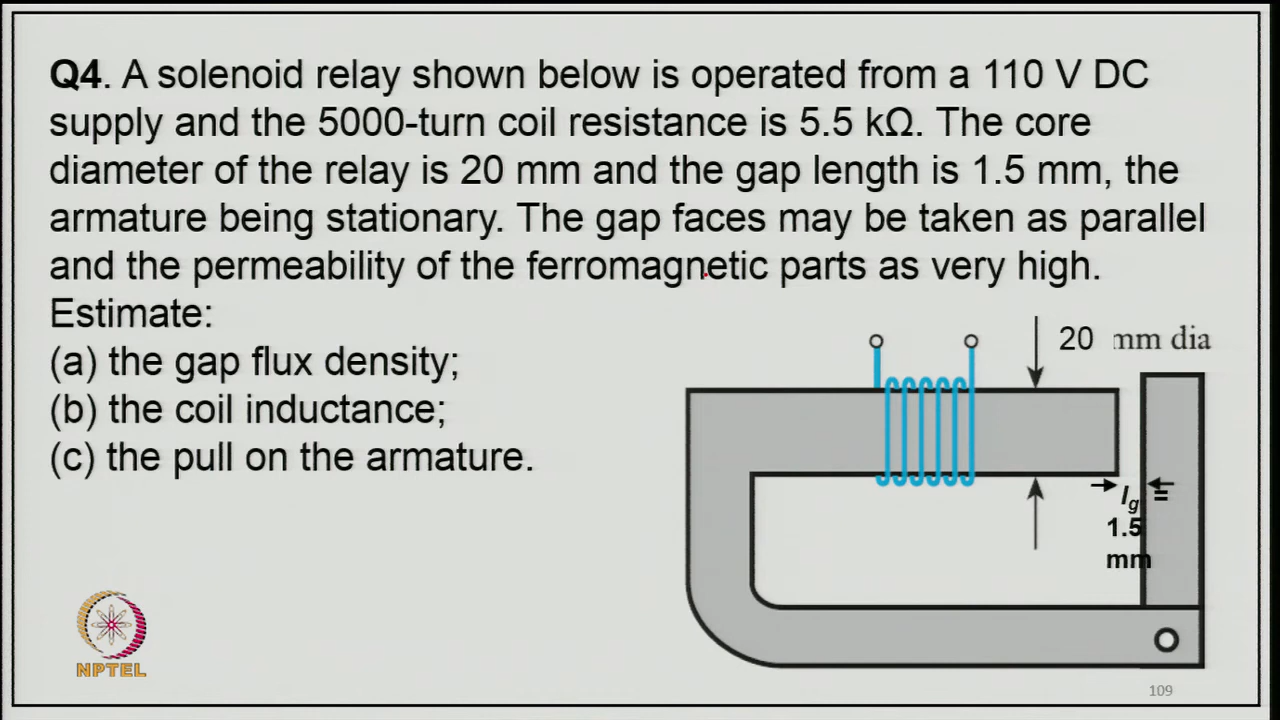 Q4. A solenoid relay shown below is operated from a 110 V DC
supply and the 5000-turn coil resistance is 5.5 kΩ. The core
diameter of the relay is 20 mm and the gap length is 1.5 mm, the
armature being stationary. The gap faces may be taken as parallel
and the permeability of the ferromagnetic parts as very high.
Estimate:
(a) the gap flux density;
(b) the coil inductance;
(c) the pull on the armature.
20 mm dia
lg =
1.5
mm
NPTEL
109